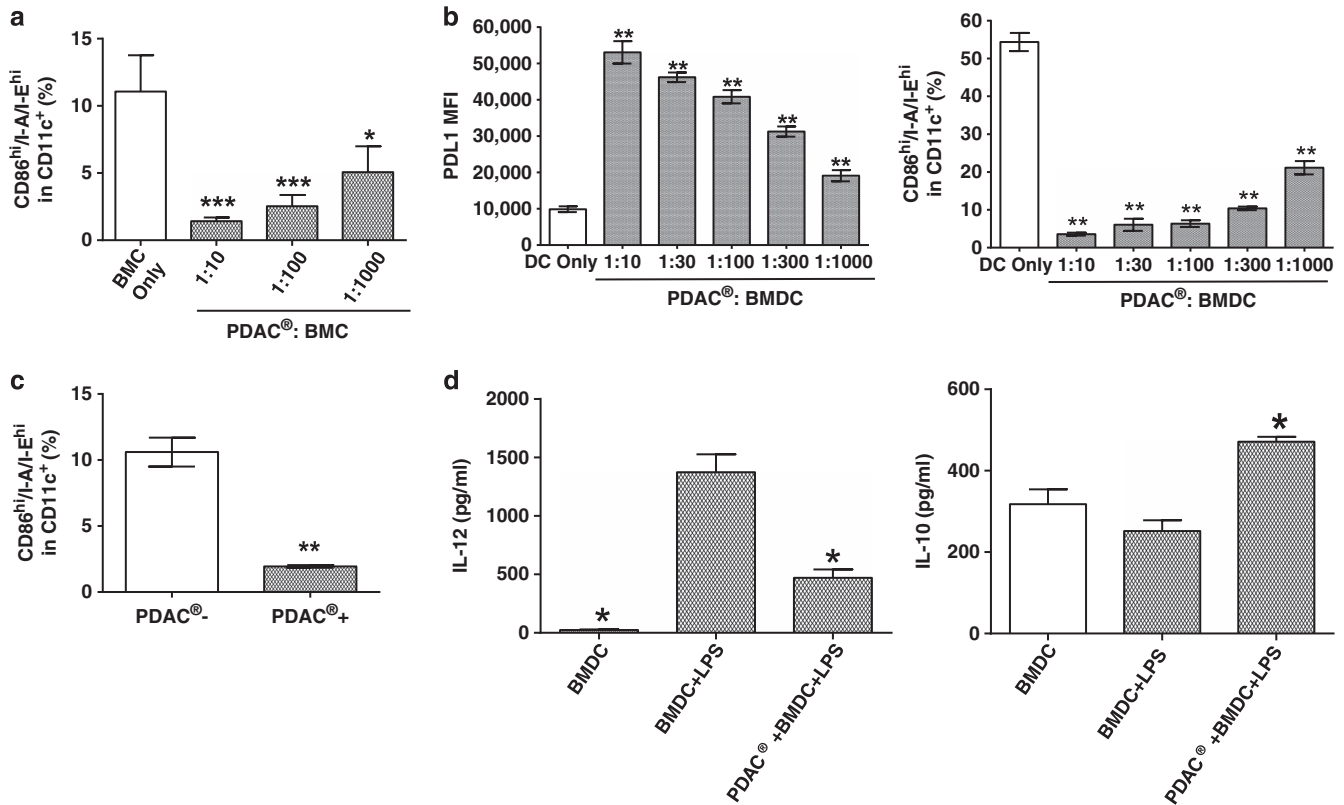 a
15
10
5
0
CD86hi/I-A/I-Ehi
in CD11c+ (%)
***
***
*
BMC
Only
1:10
1:100
1:1000
PDAC®: BMC
b
60,000
50,000
40,000
30,000
20,000
10,000
0
PDL1 MFI
**
**
**
**
**
DC Only 1:10 1:30 1:100 1:300 1:1000
PDAC®: BMDC
60
50
40
30
20
10
0
CD86hi/I-A/I-Ehi
in CD11c+ (%)
**
**
**
**
**
DC Only 1:10 1:30 1:100 1:300 1:1000
PDAC®: BMDC
c
15
10
5
0
CD86hi/I-A/I-Ehi
in CD11c+ (%)
**
PDAC®- PDAC®+
d
2000
1500
1000
500
0
IL-12 (pg/ml)
*
*
BMDC
BMDC+LPS
PDAC® +BMDC+LPS
600
400
200
0
IL-10 (pg/ml)
*
BMDC
BMDC+LPS
PDAC® +BMDC+LPS